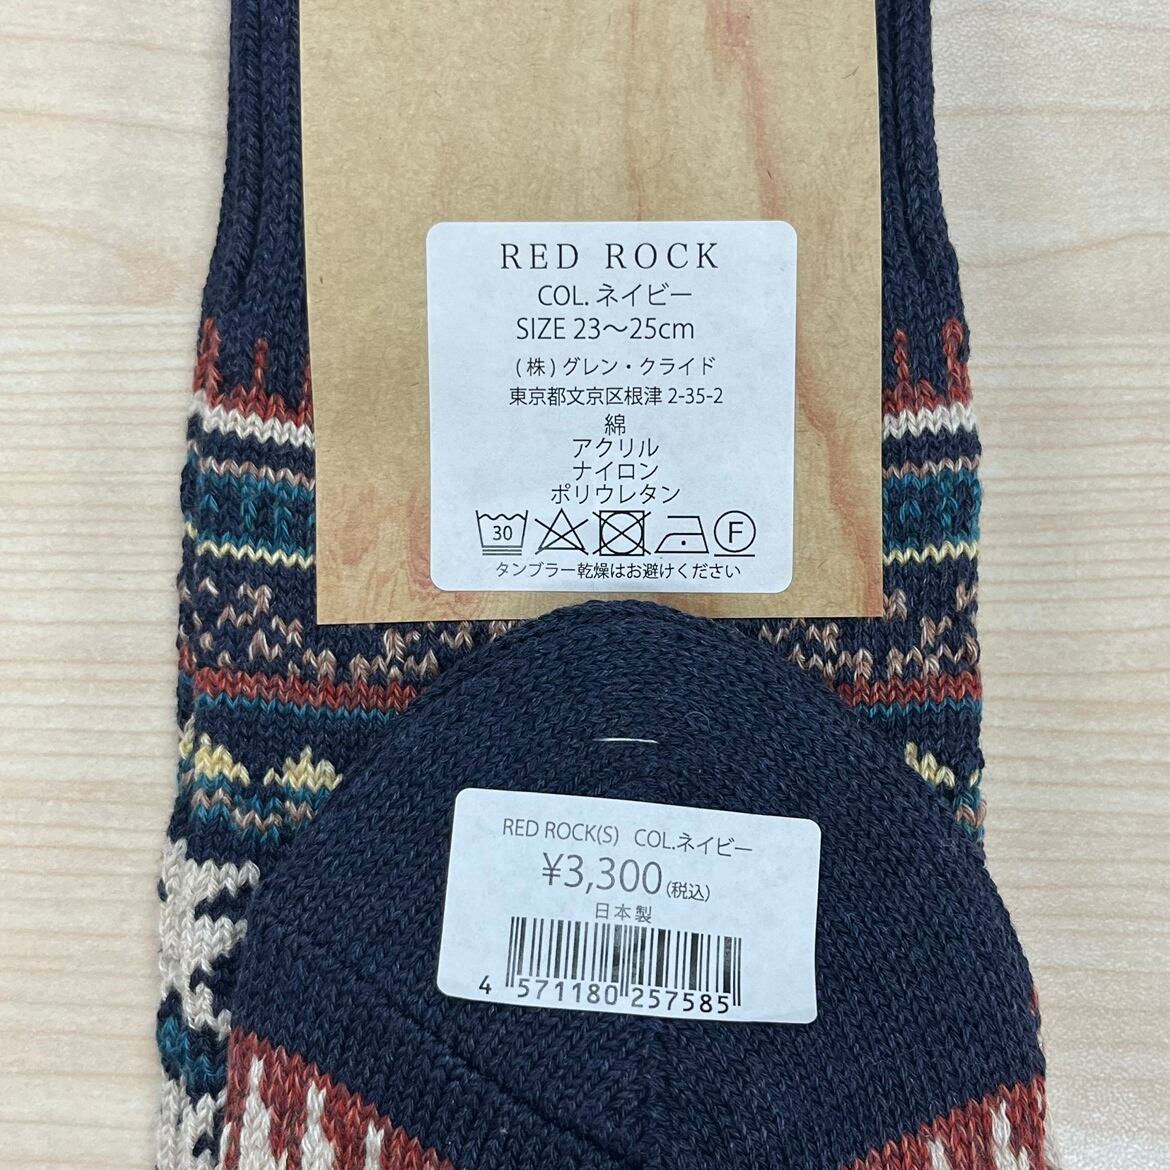 RED ROCK
COL. ネイビー
SIZE 23〜25cm
(株)グレン・クライド
東京都文京区根津 2-35-2
綿
アクリル
ナイロン
ポリウレタン
30 F
タンブラー乾燥はお避けください
RED ROCK(S) COL.ネイビー
¥3,300(税込)
日本製
4 571180 257585